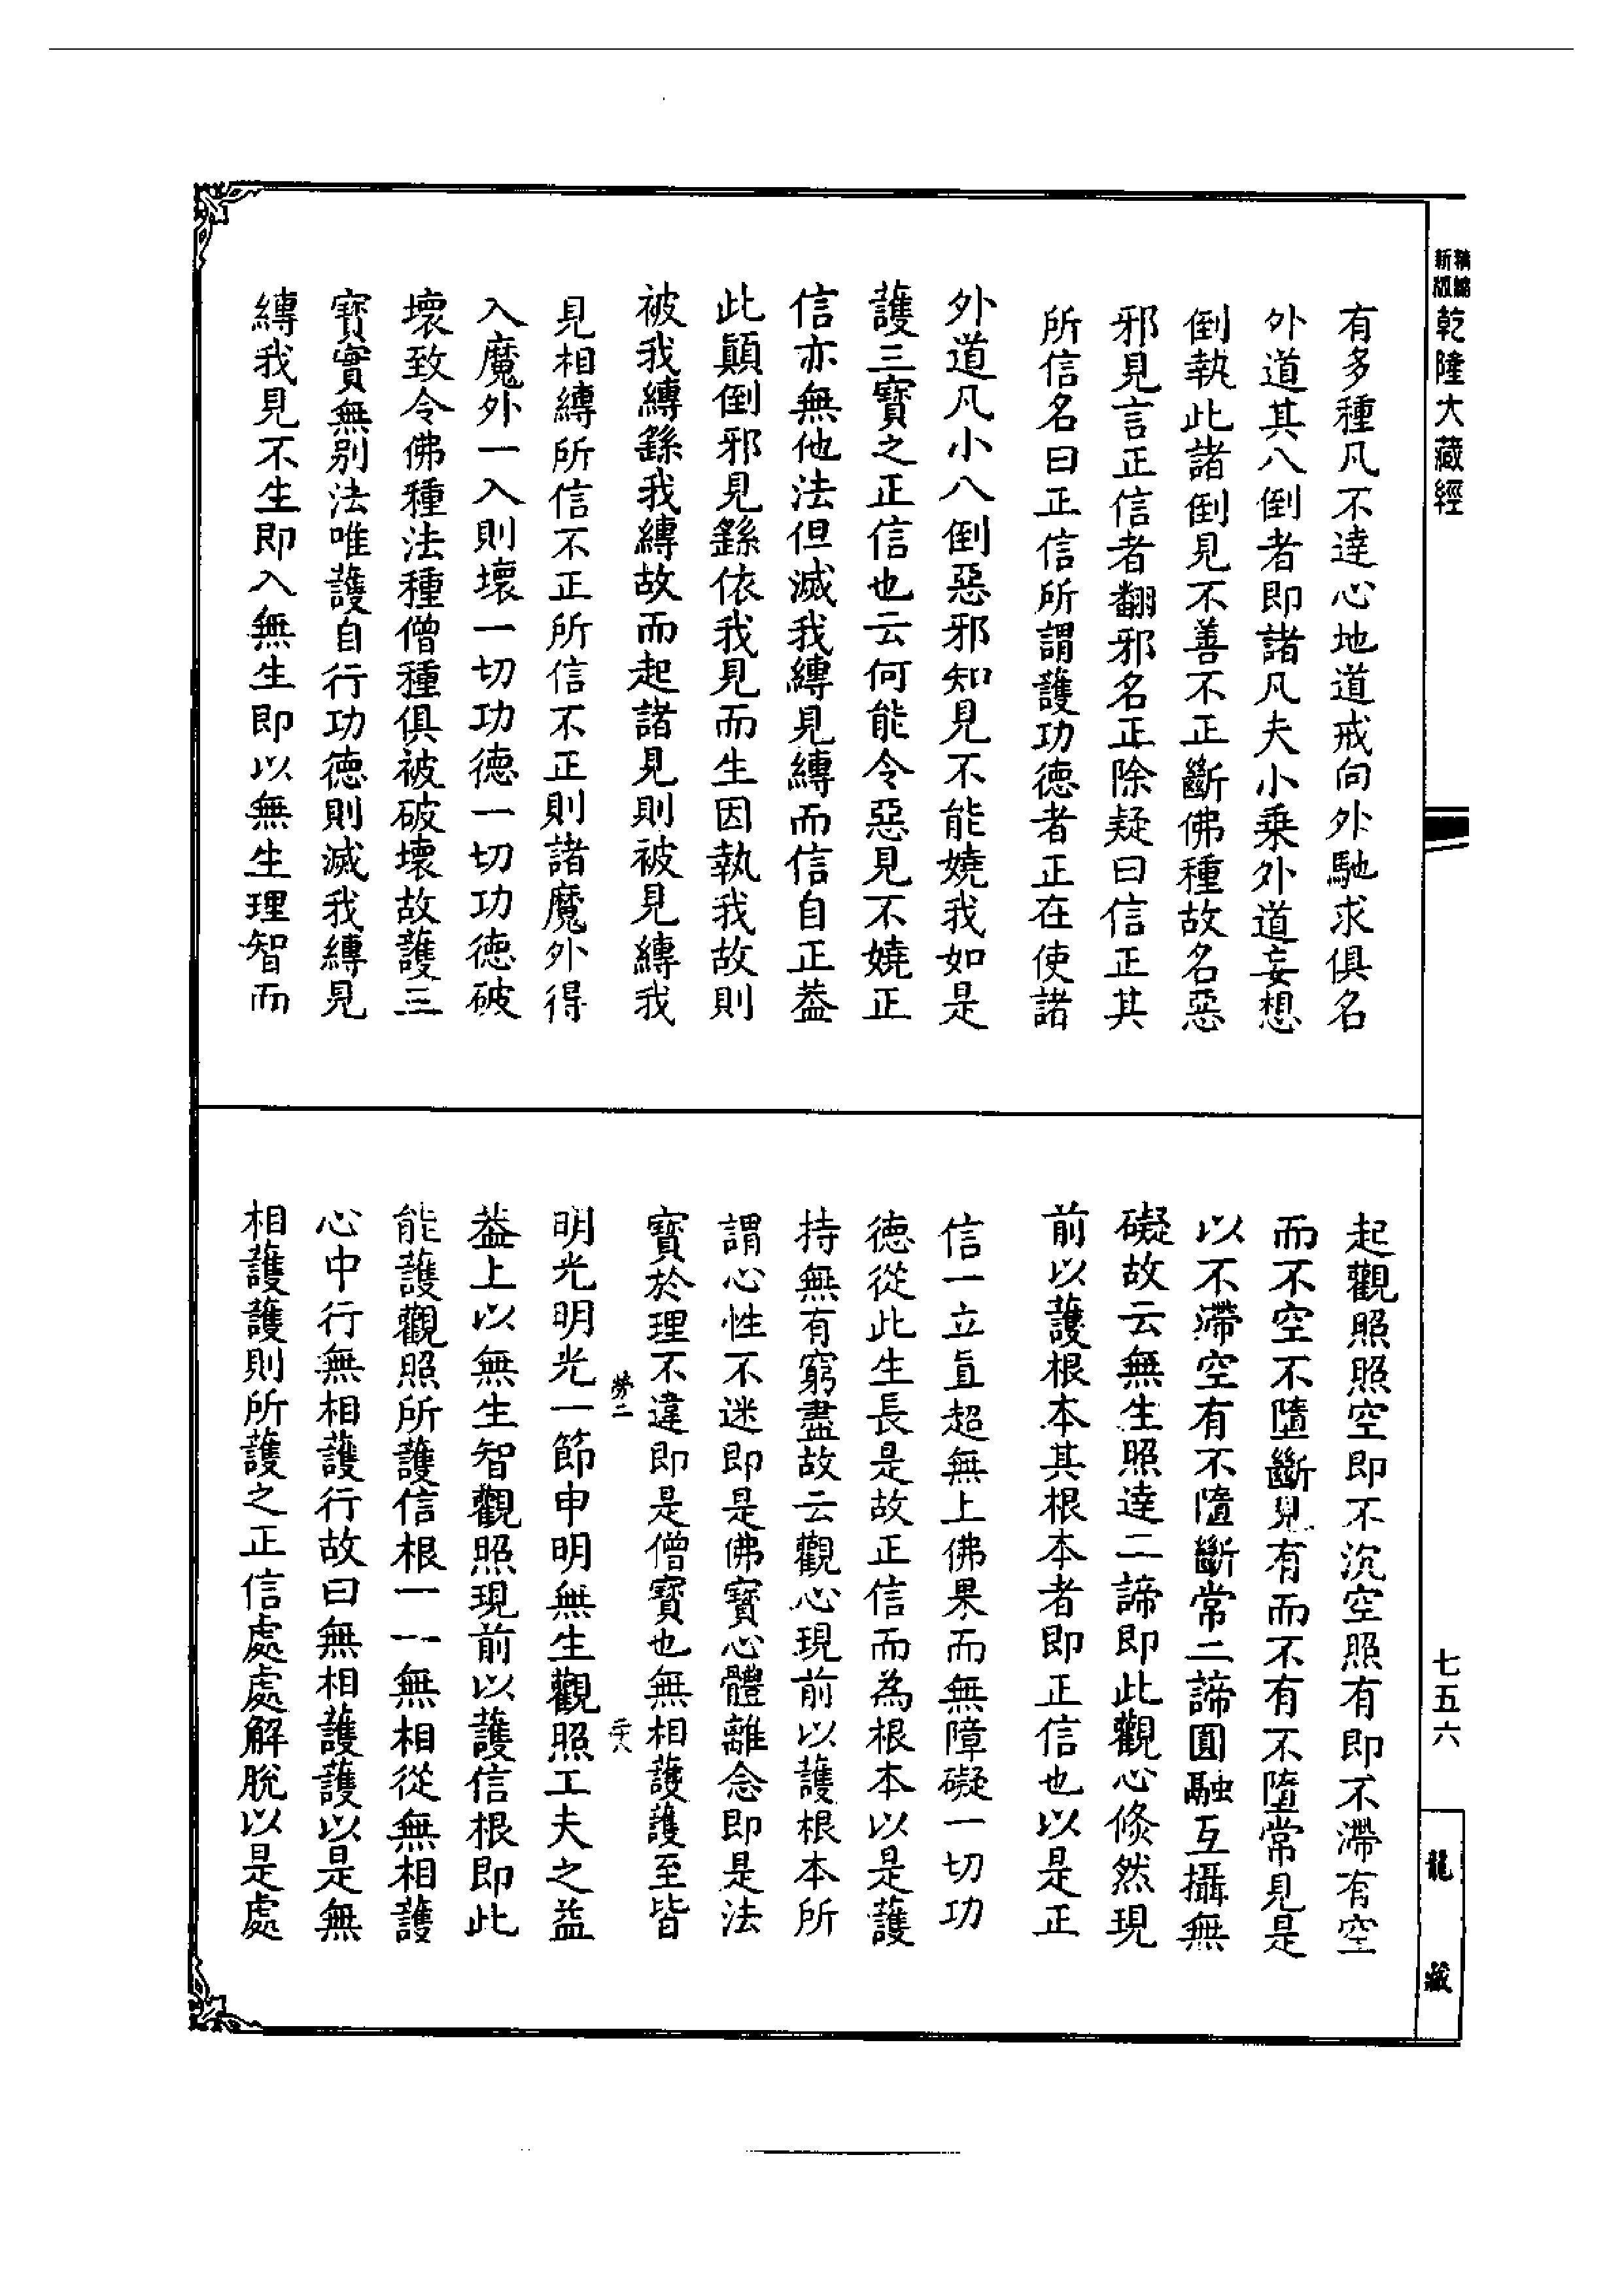 新版精縮乾隆大藏經
有多種凡不達心地道戒向外馳求俱名
外道其八倒者即諸凡夫小乘外道妄想
倒執此諸倒見不善不正斷佛種故名惡
邪見言正信者翻邪名正除疑曰信正其
所信名曰正信所謂護功德者正在使諸
外道凡小八倒惡邪知見不能嬈我如是
護三寶之正信也云何能令惡見不嬈正
信亦無他法但滅我縛見縛而信自正葢
此顛倒邪見繇依我見而生因執我故則
被我縛繇我縛故而起諸見則被見縛我
見相縛所信不正所信不正則諸魔外得
入魔外一入則壞一切功德一切功德破
壞致令佛種法種僧種俱被破壞故護三
寶實無別法唯護自行功德則滅我縛見
縛我見不生即入無生即以無生理智而
起觀照照空即不沉空照有即不滯有空
而不空不墮斷見有而不有不墮常見是
以不滯空有不墮斷常二諦圓融互攝無
礙故云無生照達二諦即此觀心倏然現
前以護根本其根本者即正信也以是正
信一立直超無上佛果而無障礙一切功
德從此生長是故正信而為根本以是護
持無有窮盡故云觀心現前以護根本所
謂心性不迷即是佛寶心體離念即是法
寶於理不違即是僧寶也無相護護至皆
勞二 二十八
明光明光一節申明無生觀照工夫之益
葢上以無生智觀照現前以護信根即此
能護觀照所護信根一一無相從無相護
心中行無相護行故曰無相護護以是無
相護護則所護之正信處處解脫以是處
七五六
龍藏